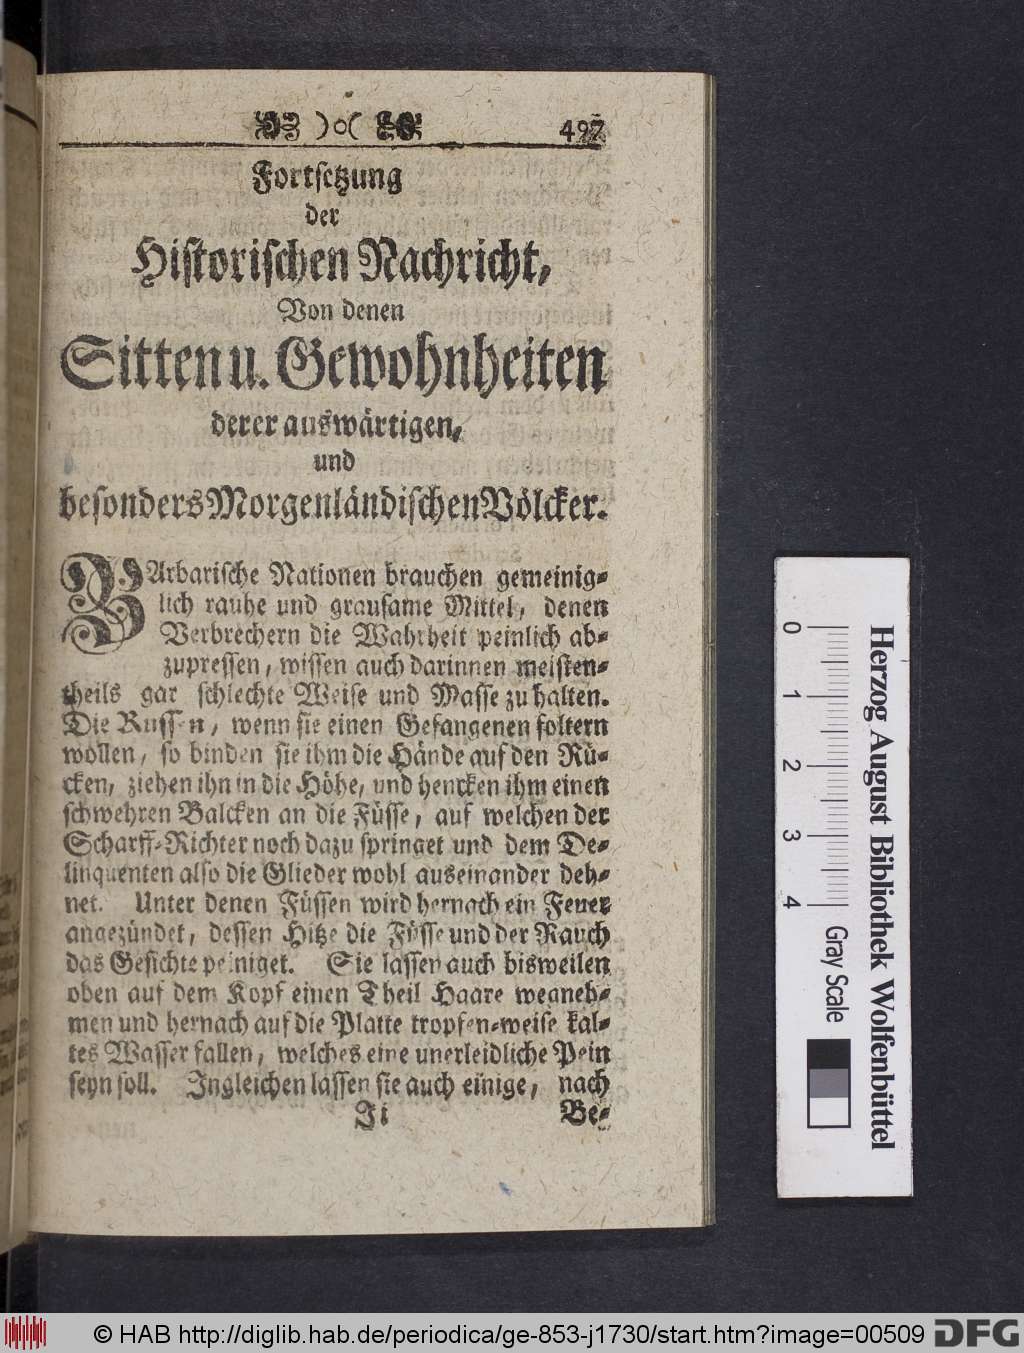 )o( 497
Fortsetzung
der
Historischen Nachricht,
Von denen
Sitten u. Gewohnheiten
derer auswärtigen,
und
besonders Morgenländischen Völcker.
BArbarische Nationen brauchen gemeinig-
lich rauhe und grausame Mittel, denen
Verbrechern die Wahrheit peinlich ab-
zupressen, wissen auch darinnen meisten-
theils gar schlechte Weise und Masse zu halten.
Die Russen, wenn sie einen Gefangenen foltern
wollen, so binden sie ihm die Hände auf den Rü-
cken, ziehen ihn in die Höhe, und hencken ihm einen
schwehren Balcken an die Füsse, auf welchen der
Scharff-Richter noch dazu springet und dem De-
linquenten also die Glieder wohl auseinander deh-
net. Unter denen Füssen wird hernach ein Feuer
angezündet, dessen Hitze die Füsse und der Rauch
das Gesichte peiniget. Sie lassen auch bisweilen
oben auf dem Kopf einen Theil Haare wegneh-
men und hernach auf die Platte tropfen-weise kal-
tes Wasser fallen, welches eine unerleidliche Pein
seyn soll. Ingleichen lassen sie auch einige, nach
Ii Be-
0 1 2 3 4
Gray Scale
Herzog August Bibliothek Wolfenbüttel
© HAB http://diglib.hab.de/periodica/ge-853-j1730/start.htm?image=00509
DFG